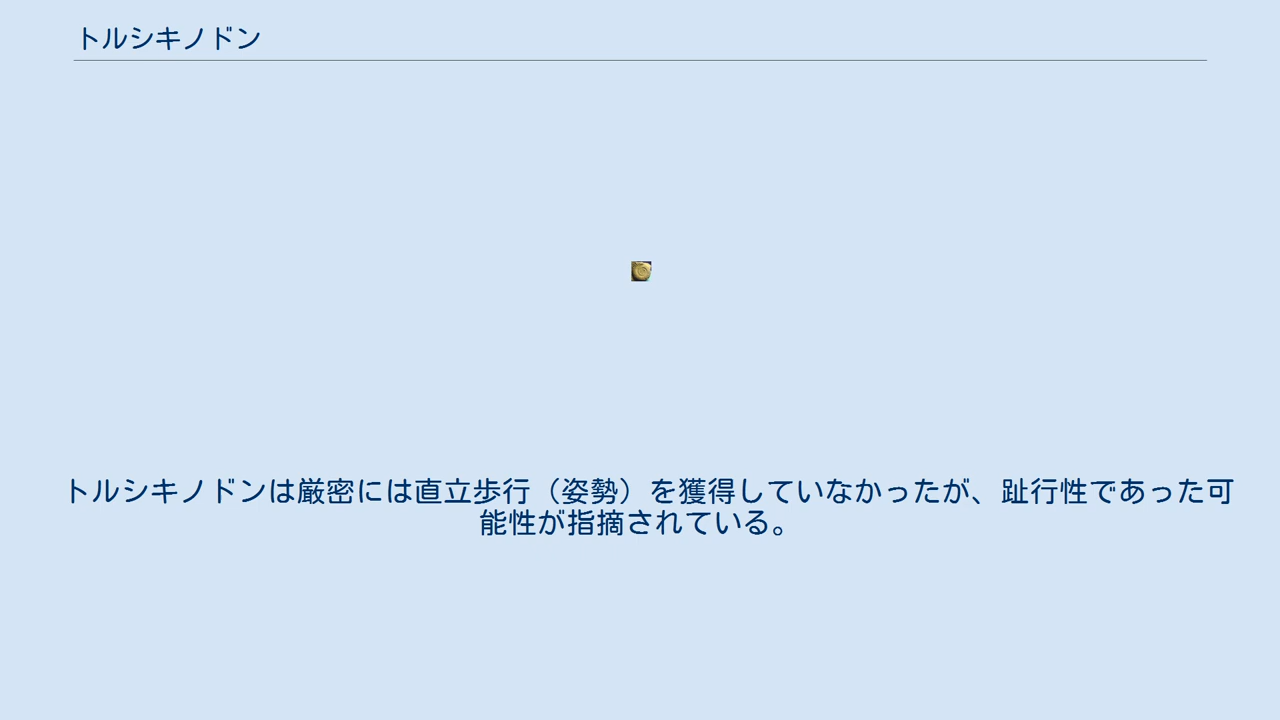 トルシキノドン
トルシキノドンは厳密には直立歩行（姿勢）を獲得していなかったが、趾行性であった可
能性が指摘されている。